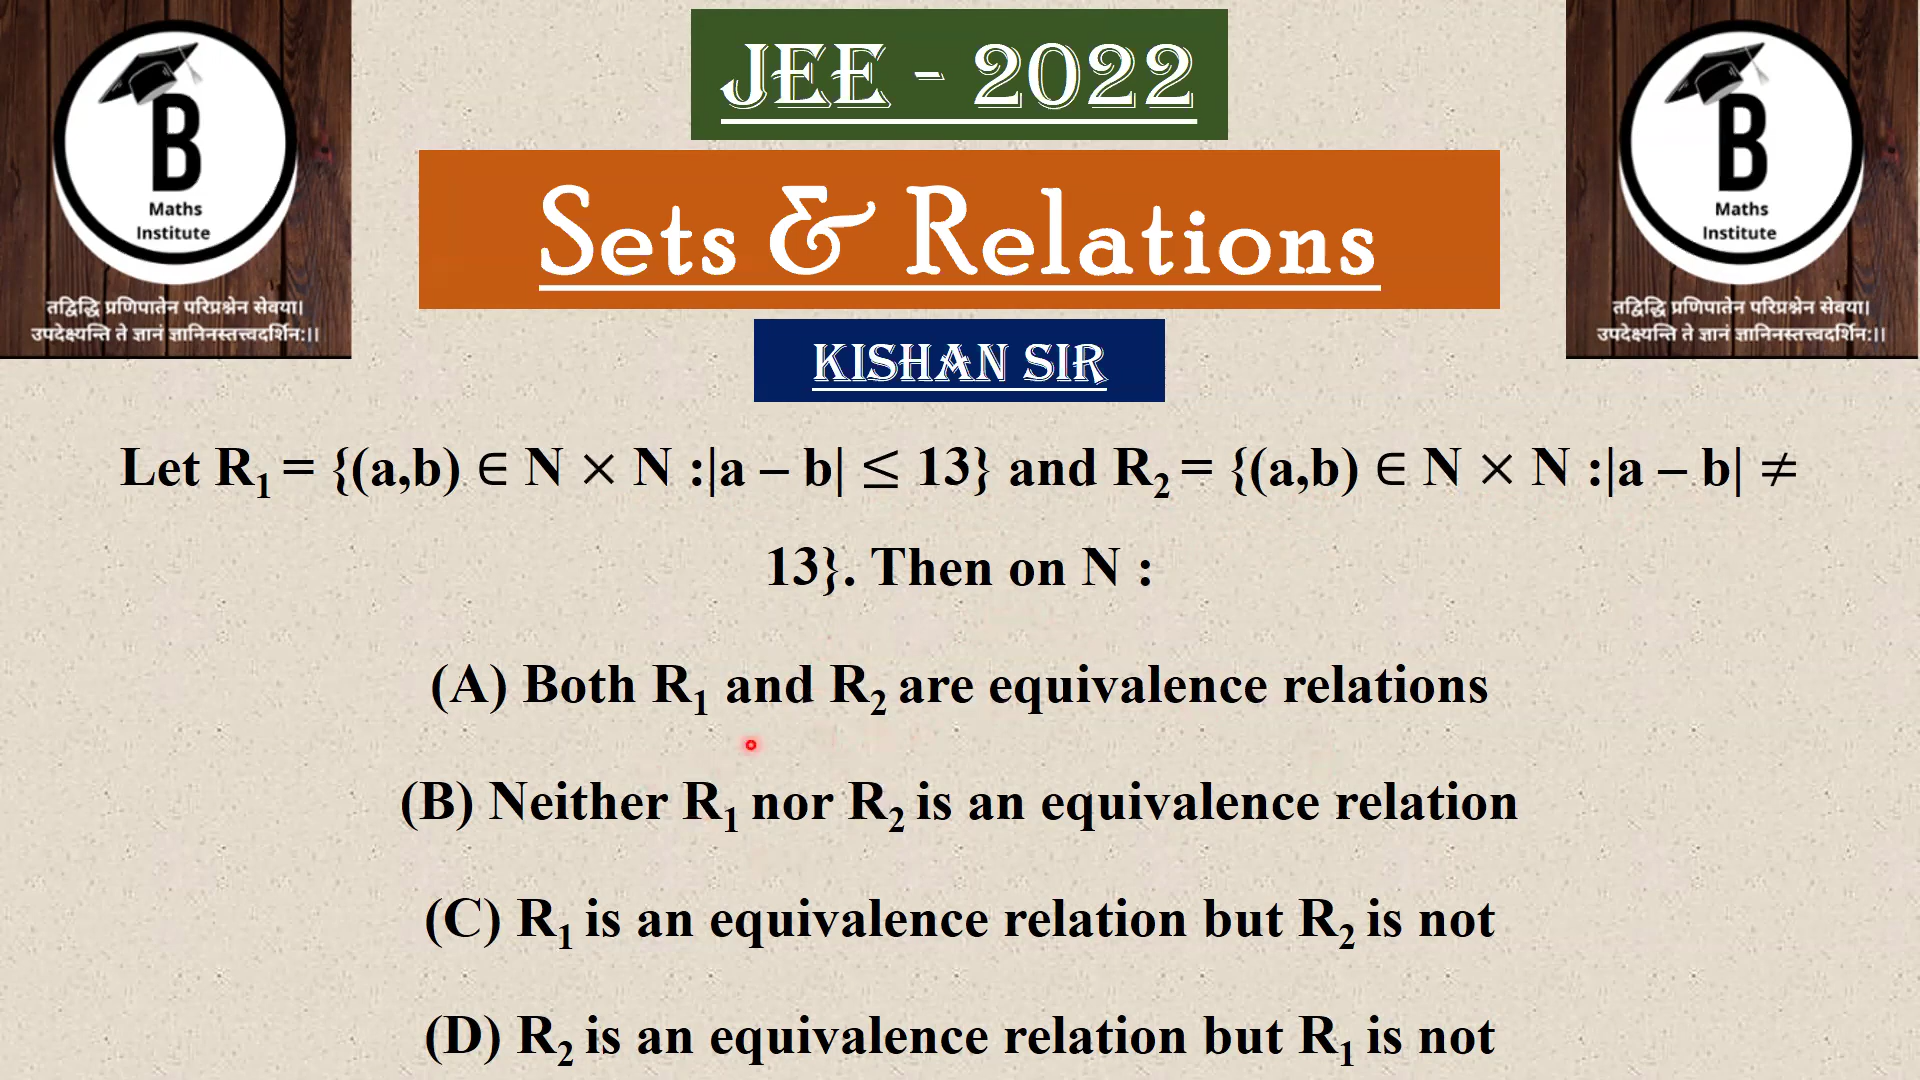 B
Maths
Institute
तद्विद्धि प्रणिपातेन परिप्रश्नेन सेवया।
उपदेक्ष्यन्ति ते ज्ञानं ज्ञानिनस्तत्त्वदर्शिन:।।
JEE - 2022
Sets & Relations
KISHAN SIR
B
Maths
Institute
तद्विद्धि प्रणिपातेन परिप्रश्नेन सेवया।
उपदेक्ष्यन्ति ते ज्ञानं ज्ञानिनस्तत्त्वदर्शिन:।।
Let R₁ = {(a,b) ∈ N × N :|a – b| ≤ 13} and R₂ = {(a,b) ∈ N × N :|a – b| ≠
13}. Then on N :
(A) Both R₁ and R₂ are equivalence relations
(B) Neither R₁ nor R₂ is an equivalence relation
(C) R₁ is an equivalence relation but R₂ is not
(D) R₂ is an equivalence relation but R₁ is not